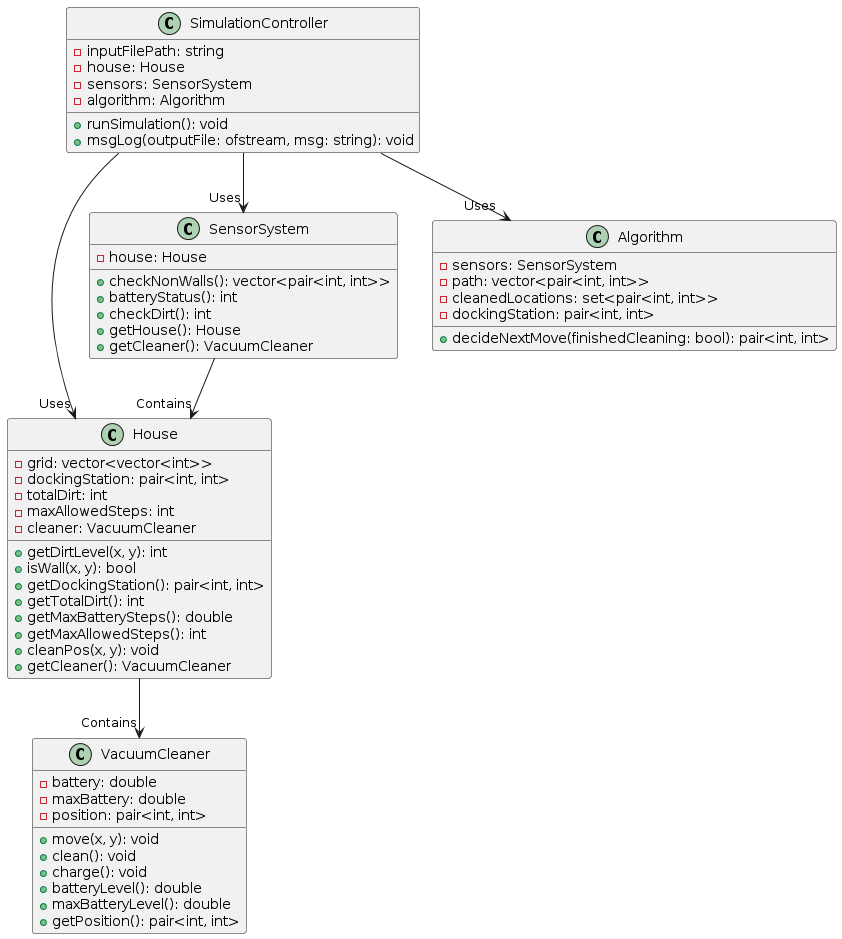 C SimulationController
inputFilePath: string
house: House
sensors: SensorSystem
algorithm: Algorithm
runSimulation(): void
msgLog(outputFile: ofstream, msg: string): void
Uses
Uses
C SensorSystem
house: House
checkNonWalls(): vector<pair<int, int>>
batteryStatus(): int
checkDirt(): int
getHouse(): House
getCleaner(): VacuumCleaner
C Algorithm
sensors: SensorSystem
path: vector<pair<int, int>>
cleanedLocations: set<pair<int, int>>
dockingStation: pair<int, int>
decideNextMove(finishedCleaning: bool): pair<int, int>
Uses
Contains
C House
grid: vector<vector<int>>
dockingStation: pair<int, int>
totalDirt: int
maxAllowedSteps: int
cleaner: VacuumCleaner
getDirtLevel(x, y): int
isWall(x, y): bool
getDockingStation(): pair<int, int>
getTotalDirt(): int
getMaxBatterySteps(): double
getMaxAllowedSteps(): int
cleanPos(x, y): void
getCleaner(): VacuumCleaner
Contains
C VacuumCleaner
battery: double
maxBattery: double
position: pair<int, int>
move(x, y): void
clean(): void
charge(): void
batteryLevel(): double
maxBatteryLevel(): double
getPosition(): pair<int, int>